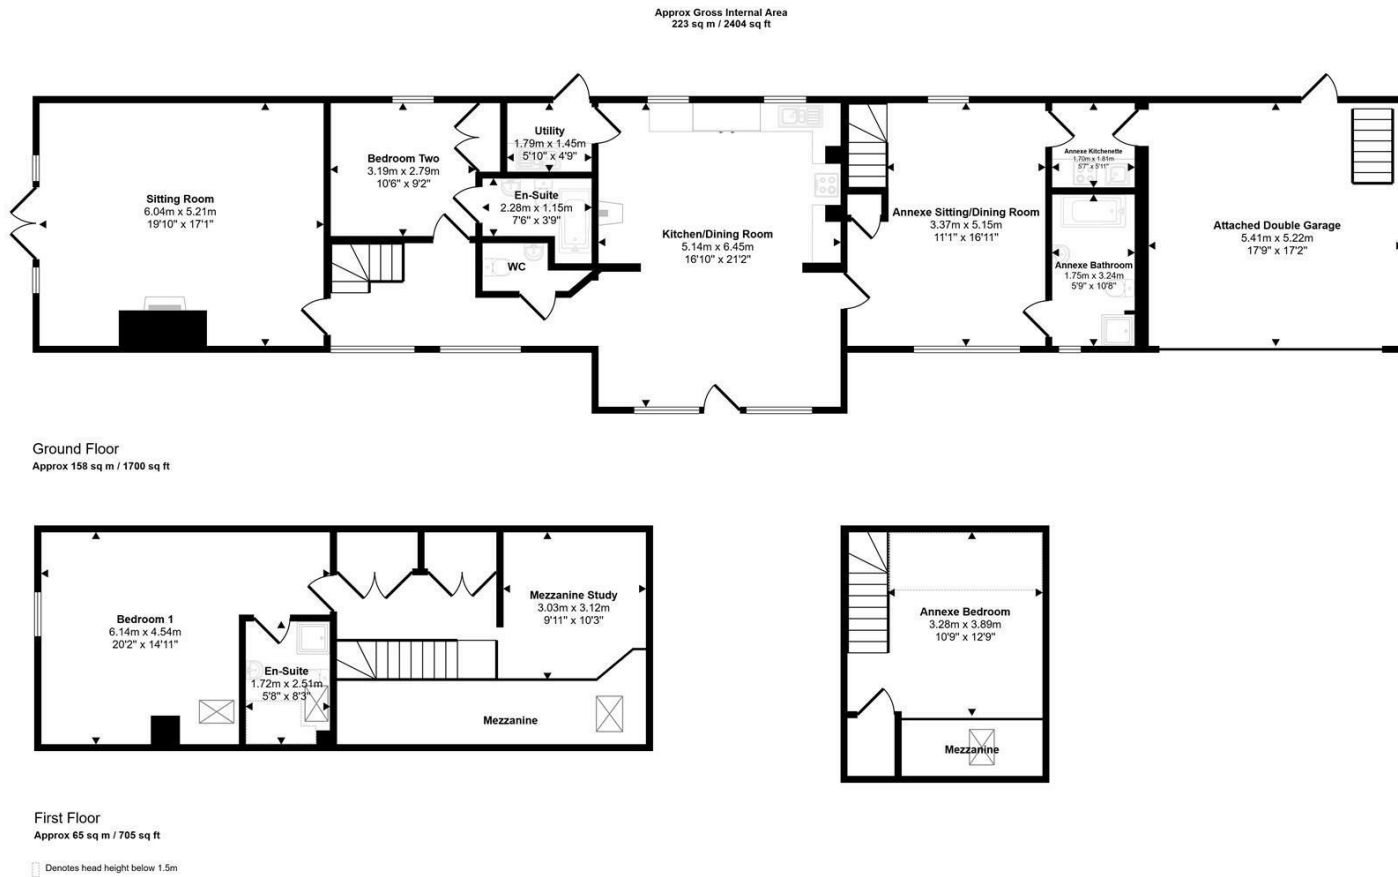 Approx Gross Internal Area
223 sq m / 2404 sq ft
Sitting Room
6.04m x 5.21m
19'10" x 17'1"
Bedroom Two
3.19m x 2.79m
10'6" x 9'2"
Utility
1.79m x 1.45m
5'10" x 4'9"
En-Suite
2.28m x 1.15m
7'6" x 3'9"
WC
Kitchen/Dining Room
5.14m x 6.45m
16'10" x 21'2"
Annexe Sitting/Dining Room
3.37m x 5.15m
11'1" x 16'11"
Annexe Kitchenette
1.70m x 1.81m
5'7" x 5'11"
Annexe Bathroom
1.75m x 3.24m
5'9" x 10'8"
Attached Double Garage
5.41m x 5.22m
17'9" x 17'2"
Ground Floor
Approx 158 sq m / 1700 sq ft
Bedroom 1
6.14m x 4.54m
20'2" x 14'11"
En-Suite
1.72m x 2.51m
5'8" x 8'3"
Mezzanine Study
3.03m x 3.12m
9'11" x 10'3"
Mezzanine
Annexe Bedroom
3.28m x 3.89m
10'9" x 12'9"
Mezzanine
First Floor
Approx 65 sq m / 705 sq ft
Denotes head height below 1.5m